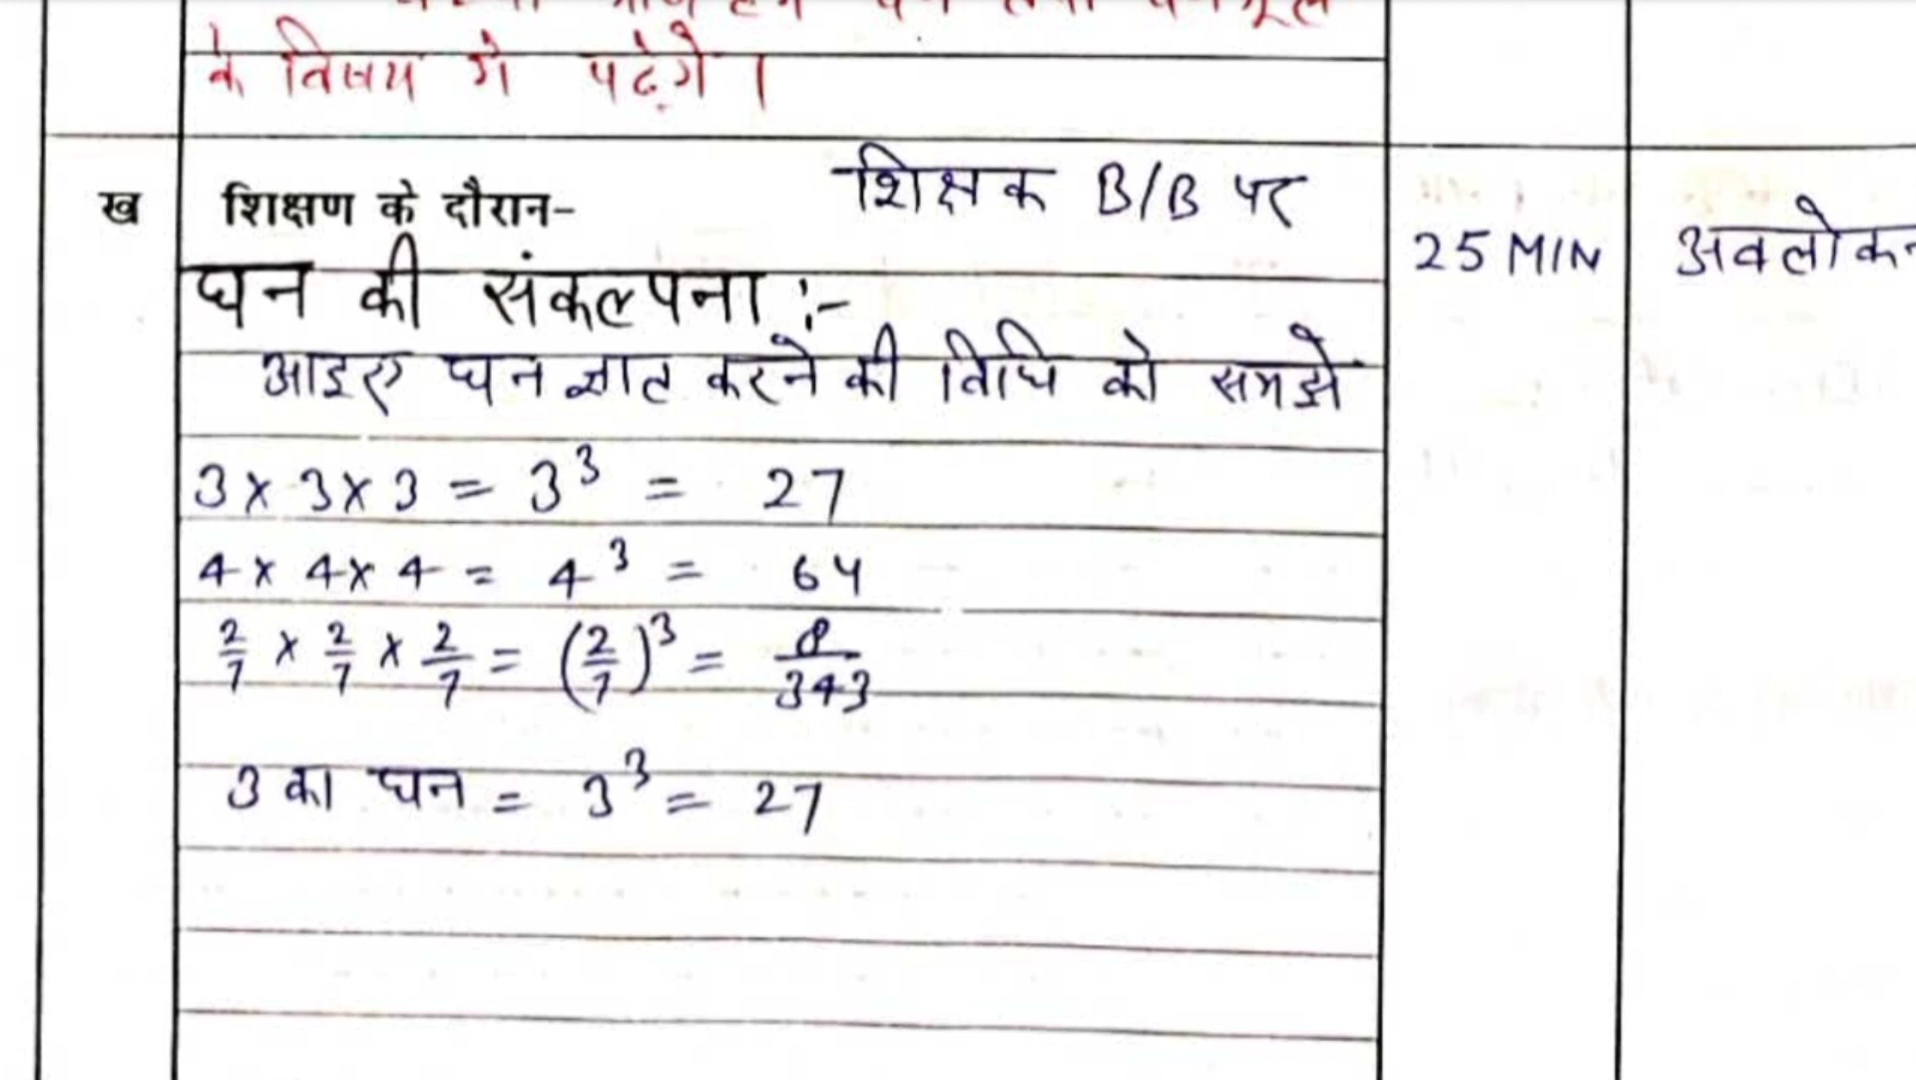 के विषय मे पढ़ेगे।
ख शिक्षण के दौरान- शिक्षक B/B पर 25 MIN अवलोकन
घन की संकल्पना :-
आइए घन ज्ञात करने की विधि को समझे
3 x 3 x 3 = 3³ = 27
4 x 4 x 4 = 4³ = 64
2/7 x 2/7 x 2/7 = (2/7)³ = 8/343
3 का घन = 3³ = 27